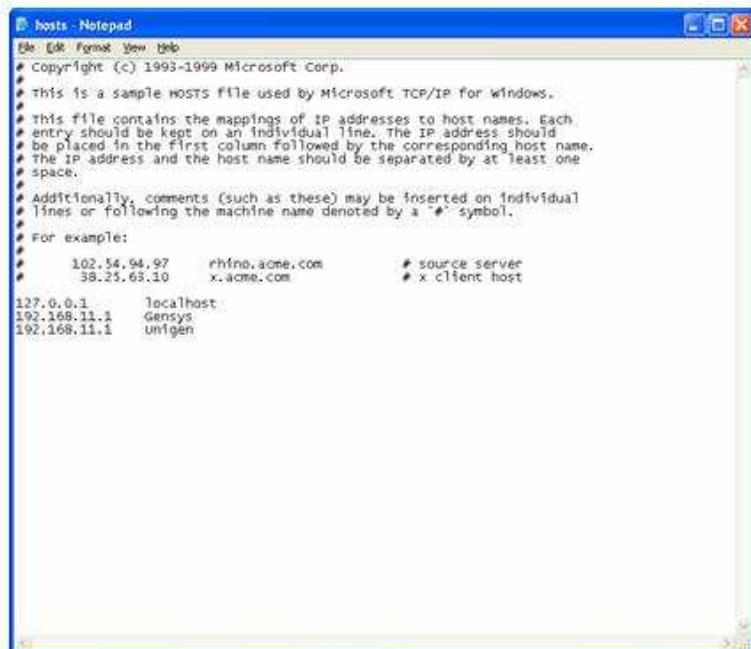 hosts - Notepad
File Edit Format View Help
# Copyright (c) 1993-1999 Microsoft Corp.
#
# This is a sample HOSTS file used by Microsoft TCP/IP for Windows.
#
# This file contains the mappings of IP addresses to host names. Each
# entry should be kept on an individual line. The IP address should
# be placed in the first column followed by the corresponding host name.
# The IP address and the host name should be separated by at least one
# space.
#
# Additionally, comments (such as these) may be inserted on individual
# lines or following the machine name denoted by a '#' symbol.
#
# For example:
#
# 102.54.94.97 rhino.acme.com # source server
# 38.25.63.10 x.acme.com # x client host
127.0.0.1 localhost
192.168.11.1 Gensys
192.168.11.1 Unigen